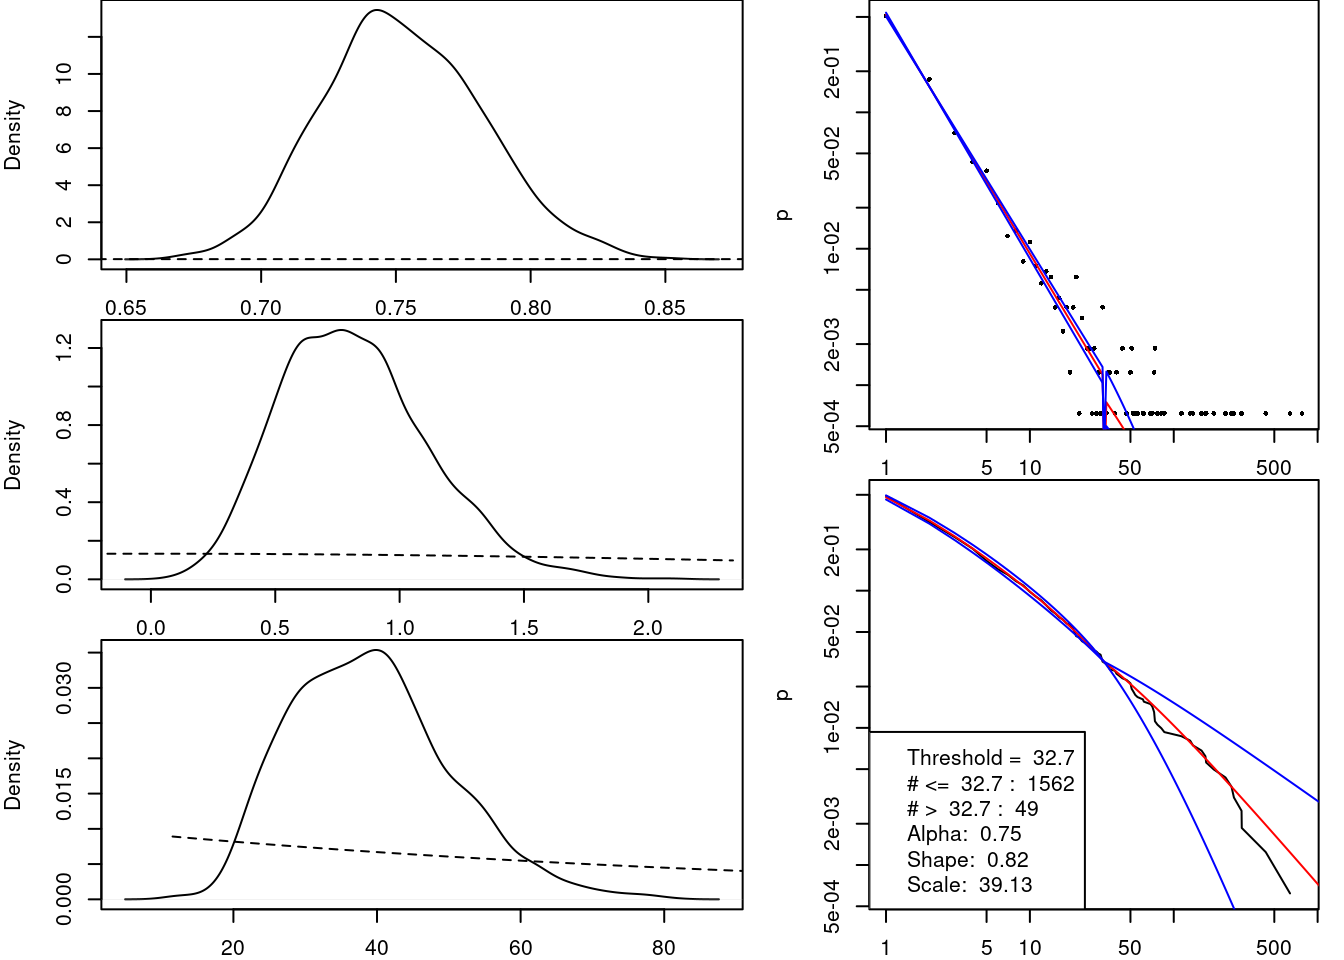 Density
0 2 4 6 8 10
0.65 0.70 0.75 0.80 0.85
Density
0.0 0.4 0.8 1.2
0.0 0.5 1.0 1.5 2.0
Density
0.000 0.015 0.030
20 40 60 80
p
5e-04 2e-03 1e-02 5e-02 2e-01
1 5 10 50 500
p
5e-04 2e-03 1e-02 5e-02 2e-01
Threshold = 32.7
# <= 32.7 : 1562
# > 32.7 : 49
Alpha: 0.75
Shape: 0.82
Scale: 39.13
1 5 10 50 500